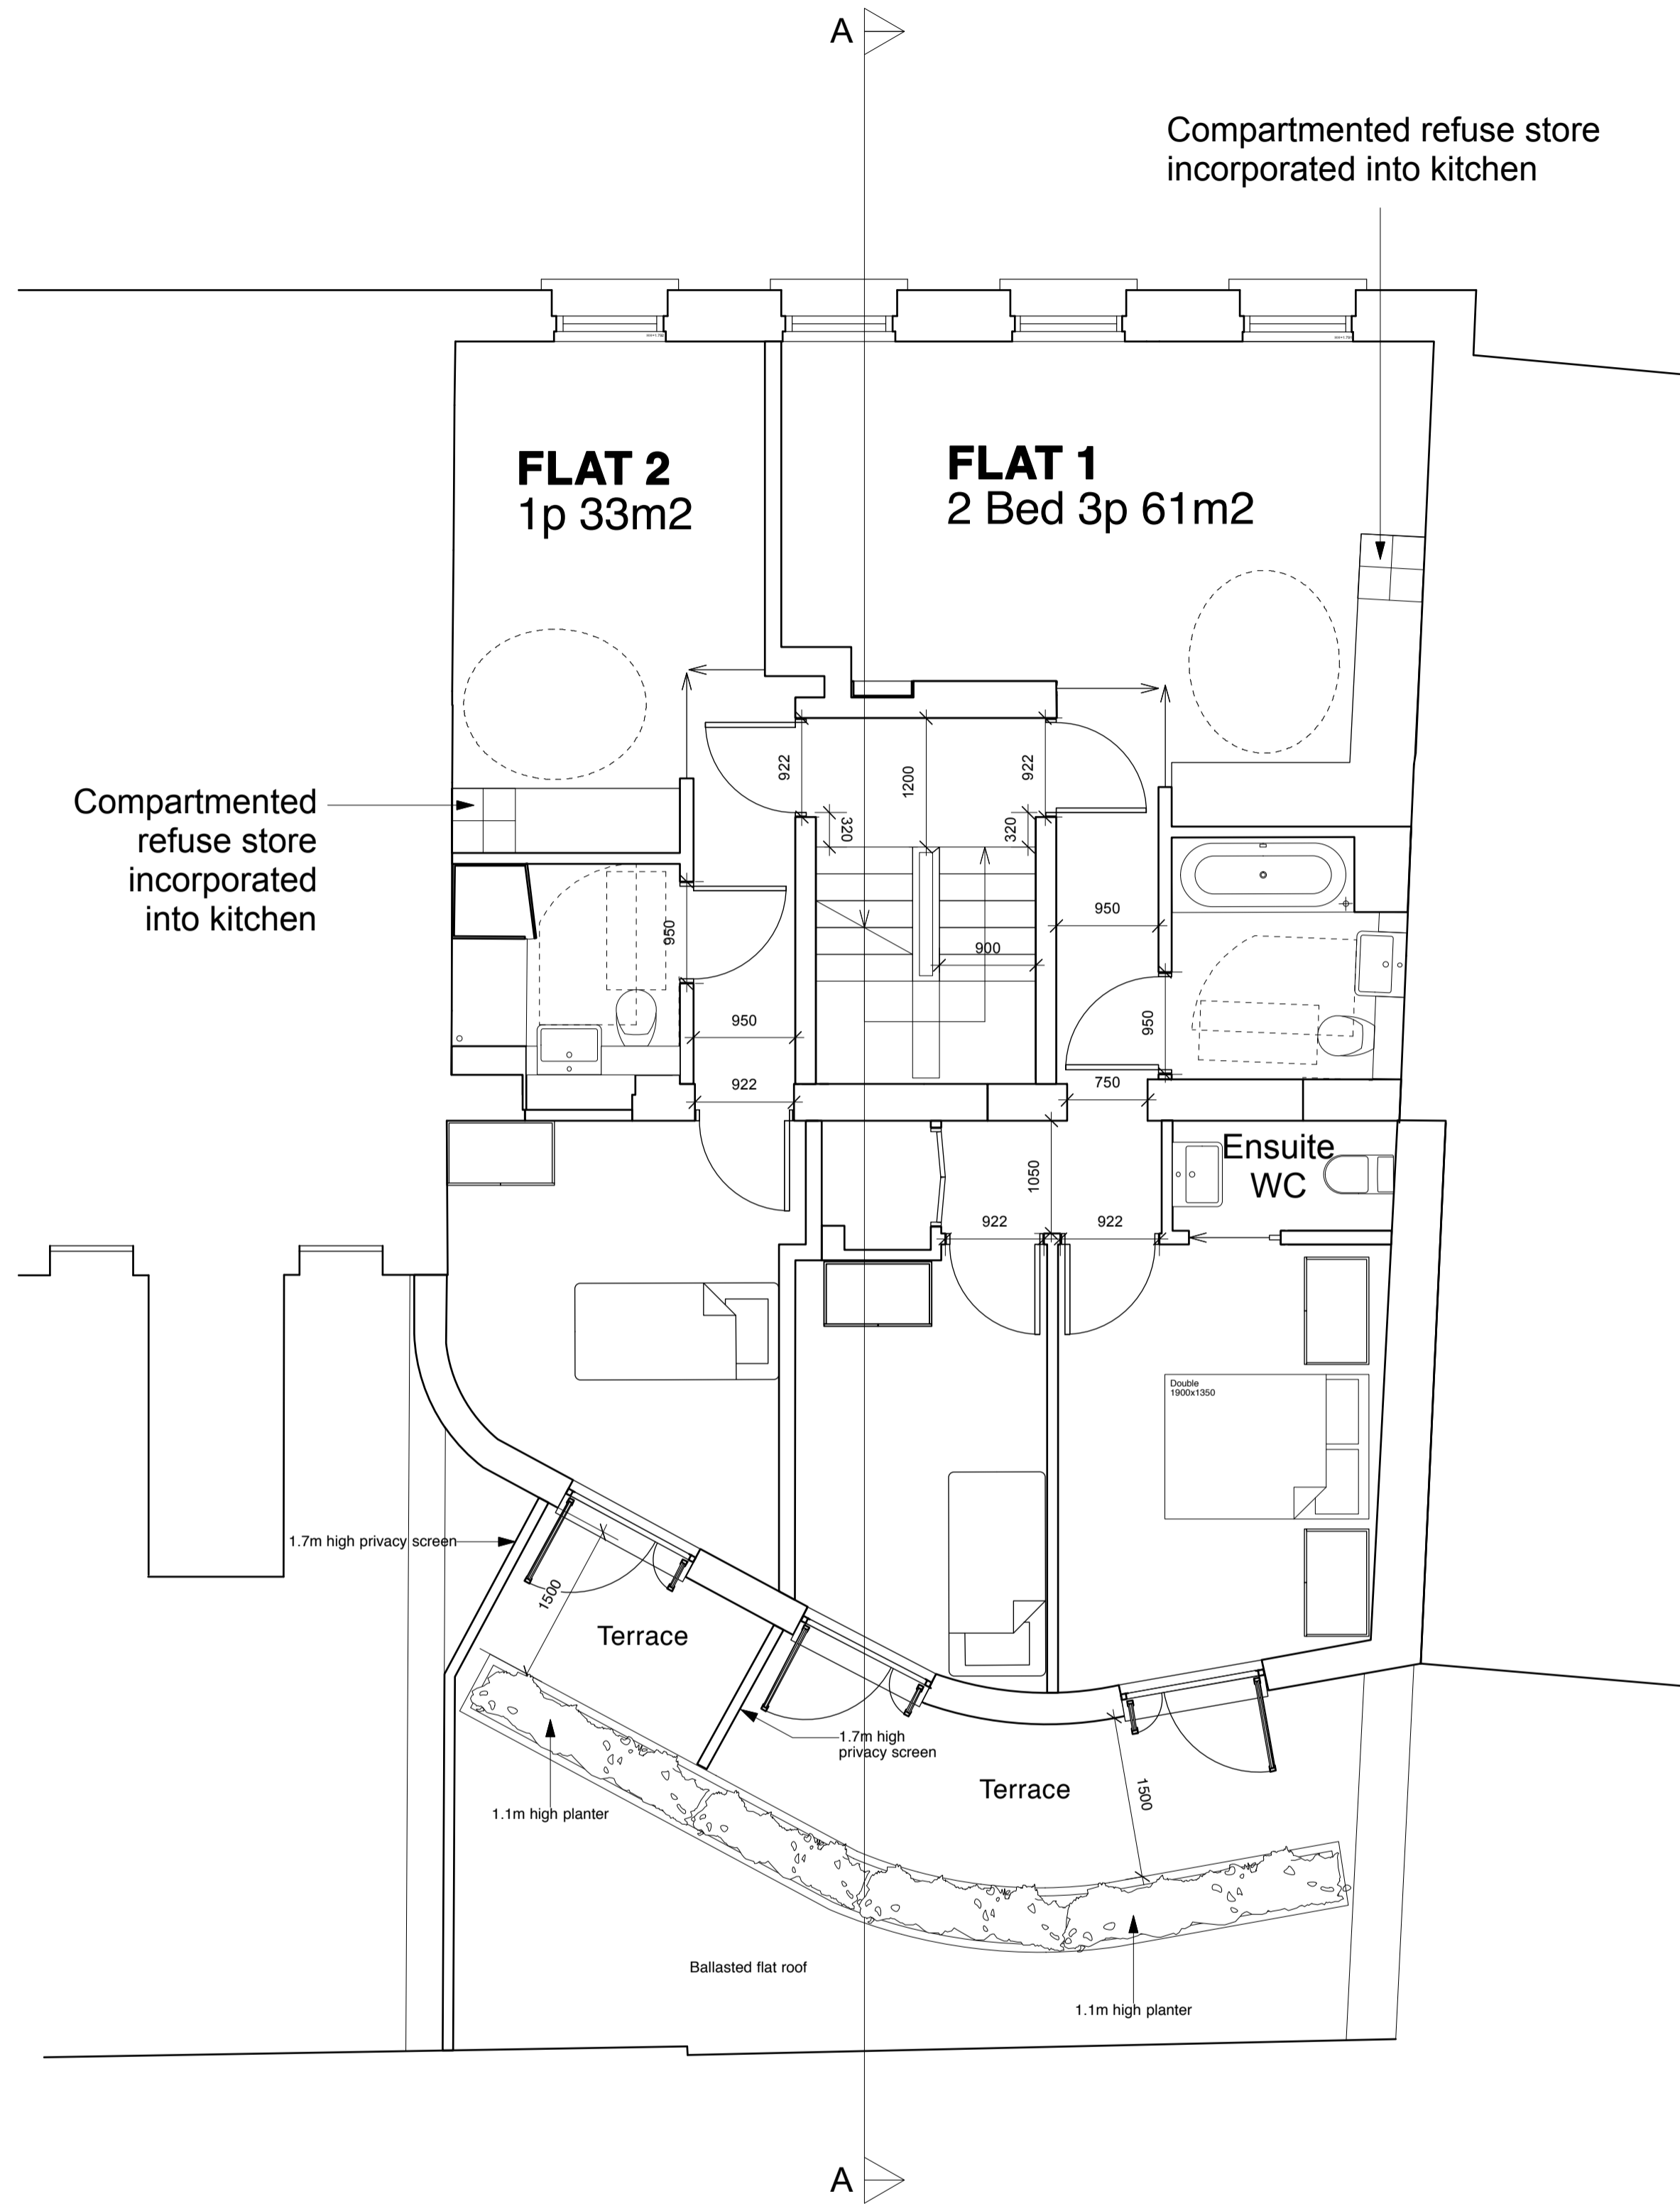 A
Compartmented refuse store
incorporated into kitchen
FLAT 2
1p 33m2
FLAT 1
2 Bed 3p 61m2
922
1200
922
320
320
Compartmented
refuse store
incorporated
into kitchen
950
950
900
950
950
922
750
Ensuite
WC
1050
922
922
Double
1900x1350
1.7m high privacy screen
1500
Terrace
1.7m high
privacy screen
Terrace
1500
1.1m high planter
Ballasted flat roof
1.1m high planter
A